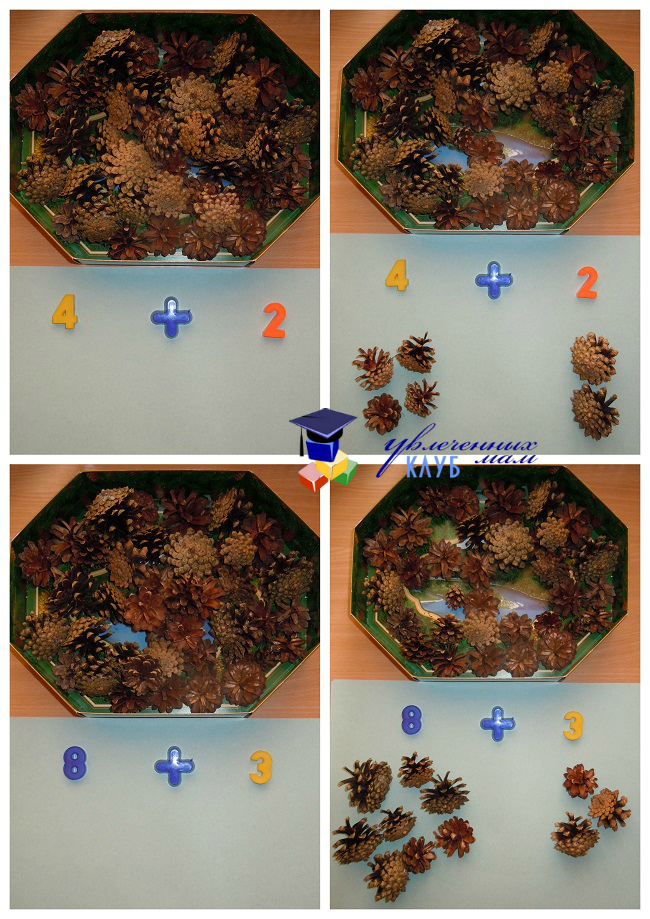 4 + 2
4 + 2
увлеченных
клуб мам
8 + 3
8 + 3